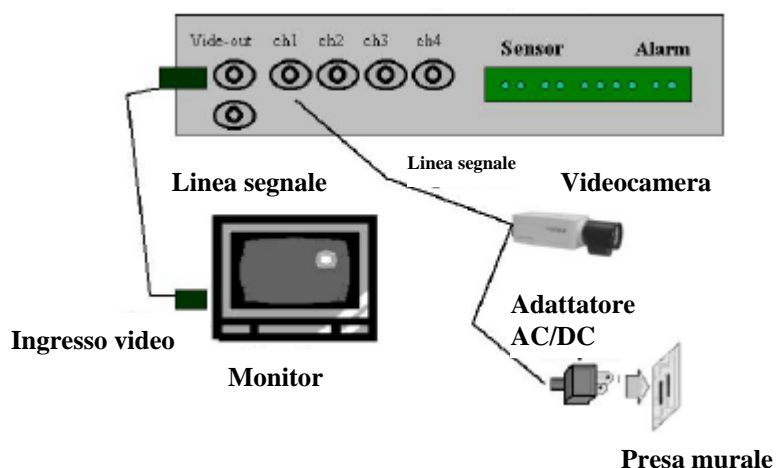 Vide-out ch1 ch2 ch3 ch4
Sensor Alarm
Linea segnale
Linea segnale
Videocamera
Adattatore
AC/DC
Ingresso video
Monitor
Presa murale